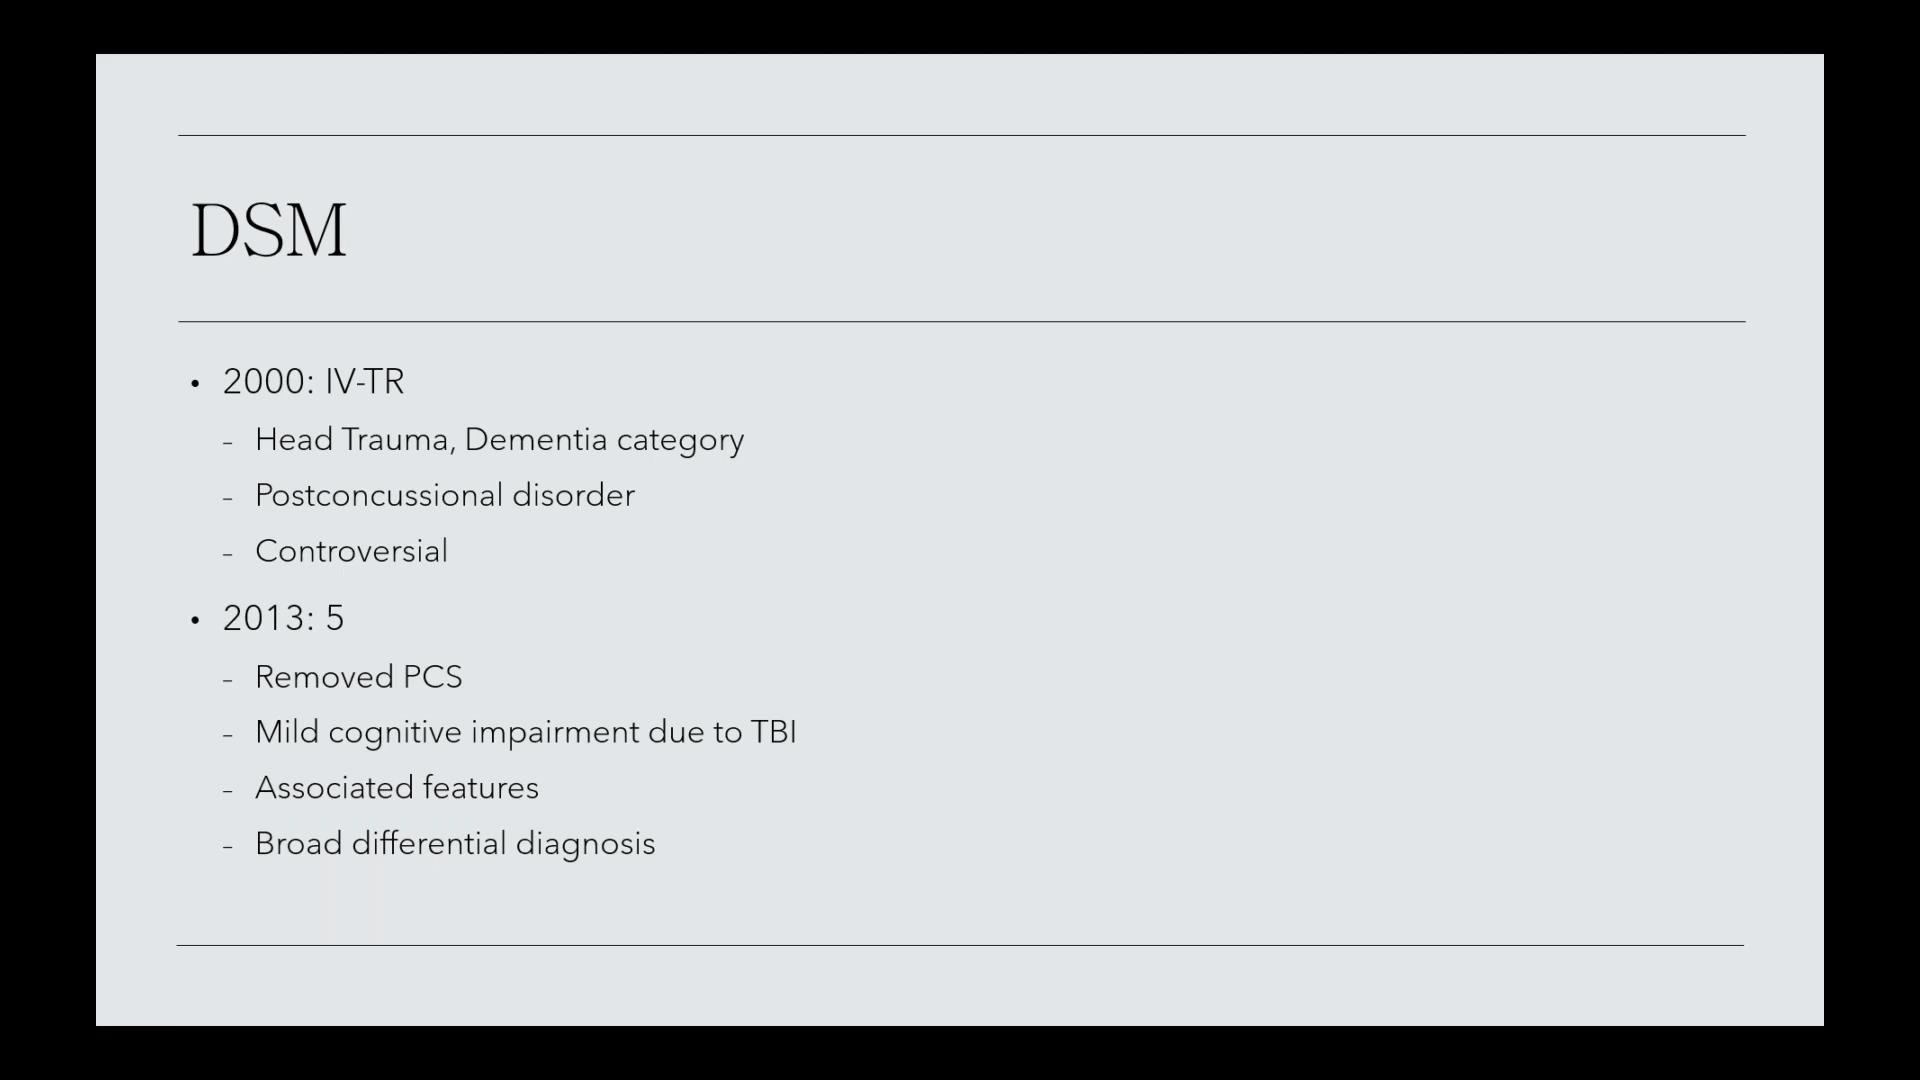 DSM
• 2000: IV-TR
- Head Trauma, Dementia category
- Postconcussional disorder
- Controversial
• 2013: 5
- Removed PCS
- Mild cognitive impairment due to TBI
- Associated features
- Broad differential diagnosis